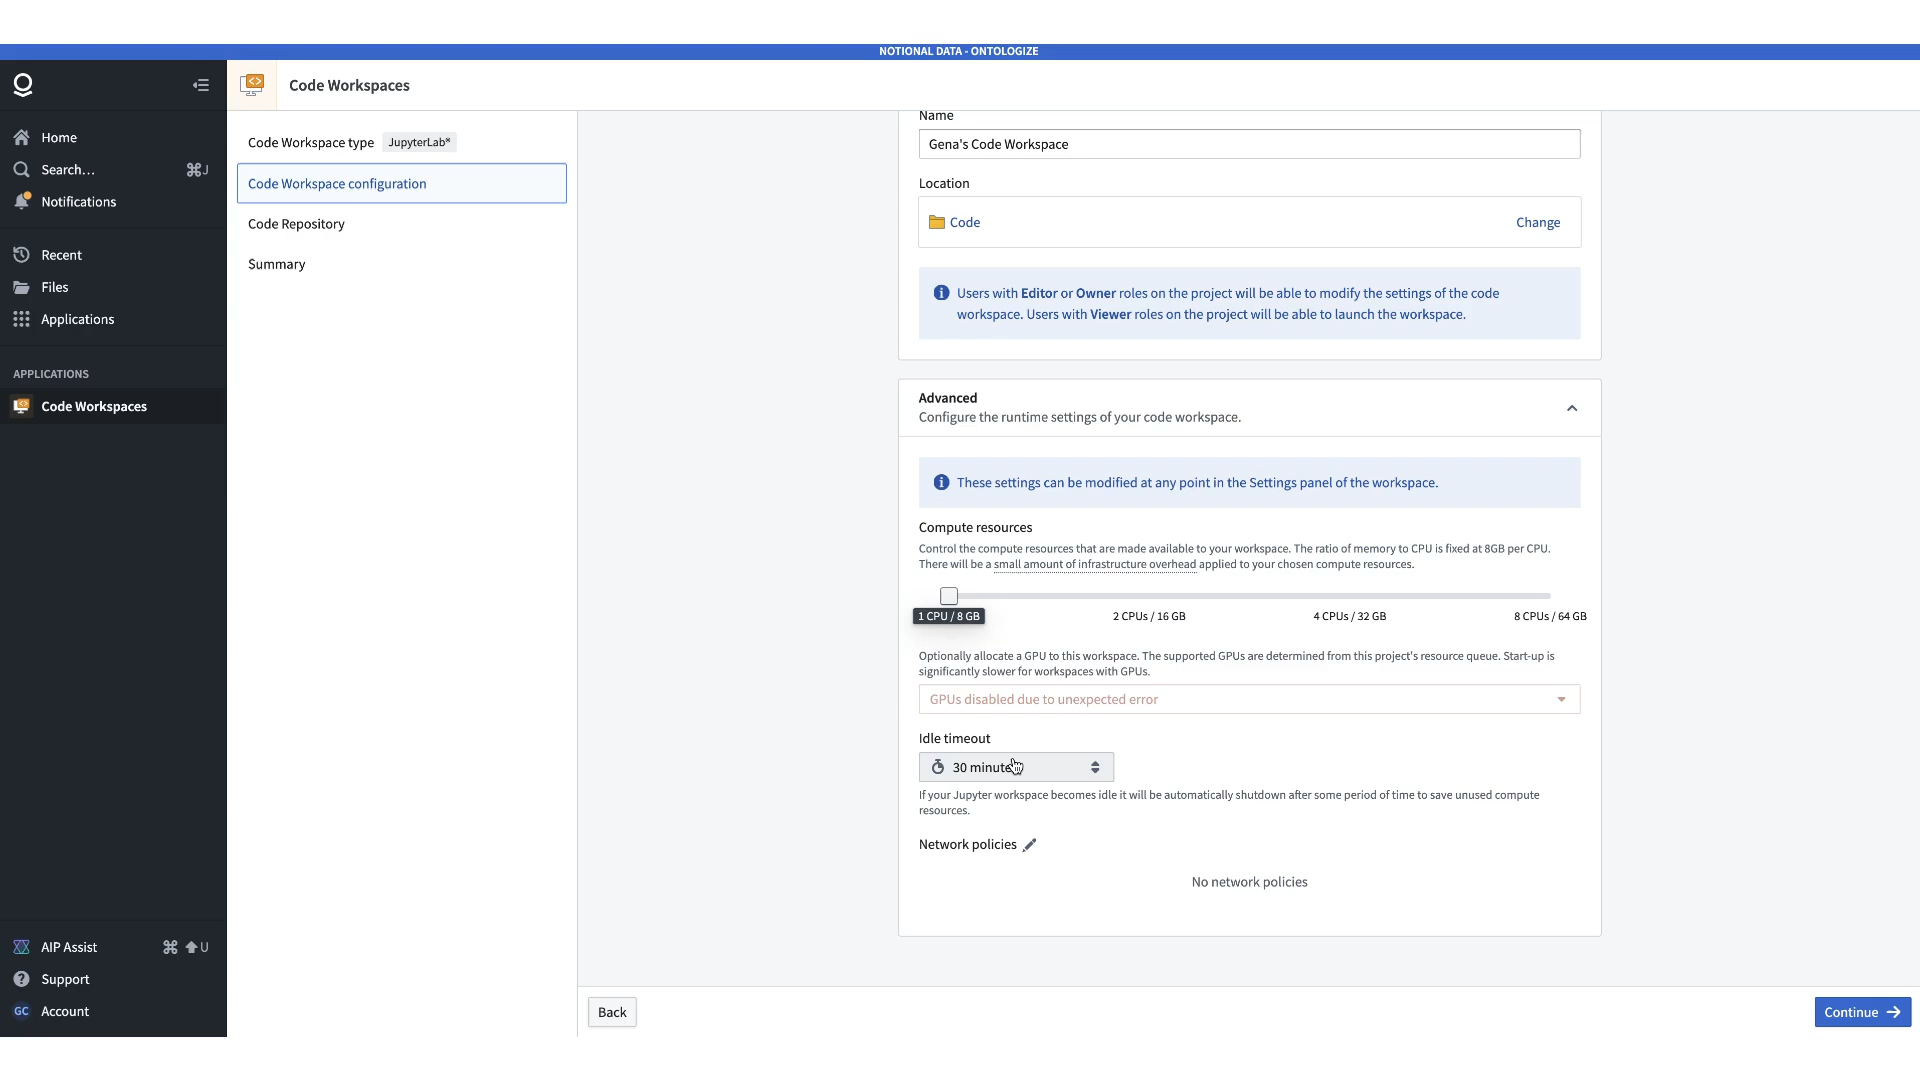 NOTIONAL DATA - ONTOLOGIZE
Code Workspaces
Home
Search…
⌘J
Notifications
Recent
Files
Applications
APPLICATIONS
Code Workspaces
AIP Assist
⌘ ⬆ U
Support
GC
Account
Code Workspace type
JupyterLab®
Code Workspace configuration
Code Repository
Summary
Name
Gena's Code Workspace
Location
Code
Change
Users with Editor or Owner roles on the project will be able to modify the settings of the code
workspace. Users with Viewer roles on the project will be able to launch the workspace.
Advanced
Configure the runtime settings of your code workspace.
These settings can be modified at any point in the Settings panel of the workspace.
Compute resources
Control the compute resources that are made available to your workspace. The ratio of memory to CPU is fixed at 8GB per CPU.
There will be a small amount of infrastructure overhead applied to your chosen compute resources.
1 CPU / 8 GB
2 CPUs / 16 GB
4 CPUs / 32 GB
8 CPUs / 64 GB
Optionally allocate a GPU to this workspace. The supported GPUs are determined from this project's resource queue. Start-up is
significantly slower for workspaces with GPUs.
GPUs disabled due to unexpected error
Idle timeout
30 minute
If your Jupyter workspace becomes idle it will be automatically shutdown after some period of time to save unused compute
resources.
Network policies
No network policies
Back
Continue